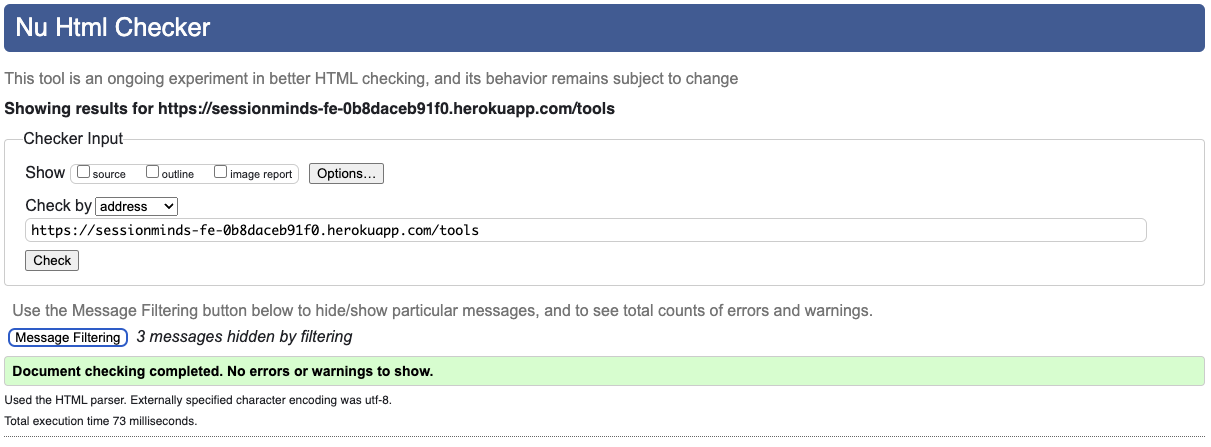 Nu Html Checker
This tool is an ongoing experiment in better HTML checking, and its behavior remains subject to change
Showing results for https://sessionminds-fe-0b8daceb91f0.herokuapp.com/tools
Checker Input
Show source outline image report Options...
Check by address
https://sessionminds-fe-0b8daceb91f0.herokuapp.com/tools
Check
Use the Message Filtering button below to hide/show particular messages, and to see total counts of errors and warnings.
Message Filtering 3 messages hidden by filtering
Document checking completed. No errors or warnings to show.
Used the HTML parser. Externally specified character encoding was utf-8.
Total execution time 73 milliseconds.